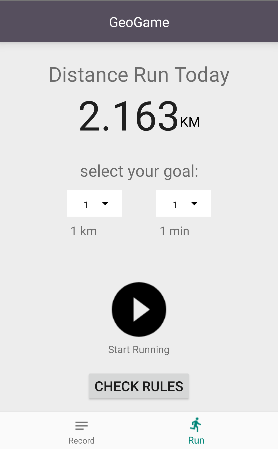 GeoGame
Distance Run Today
2.163KM
select your goal:
1 1
1 km 1 min
Start Running
CHECK RULES
Record Run